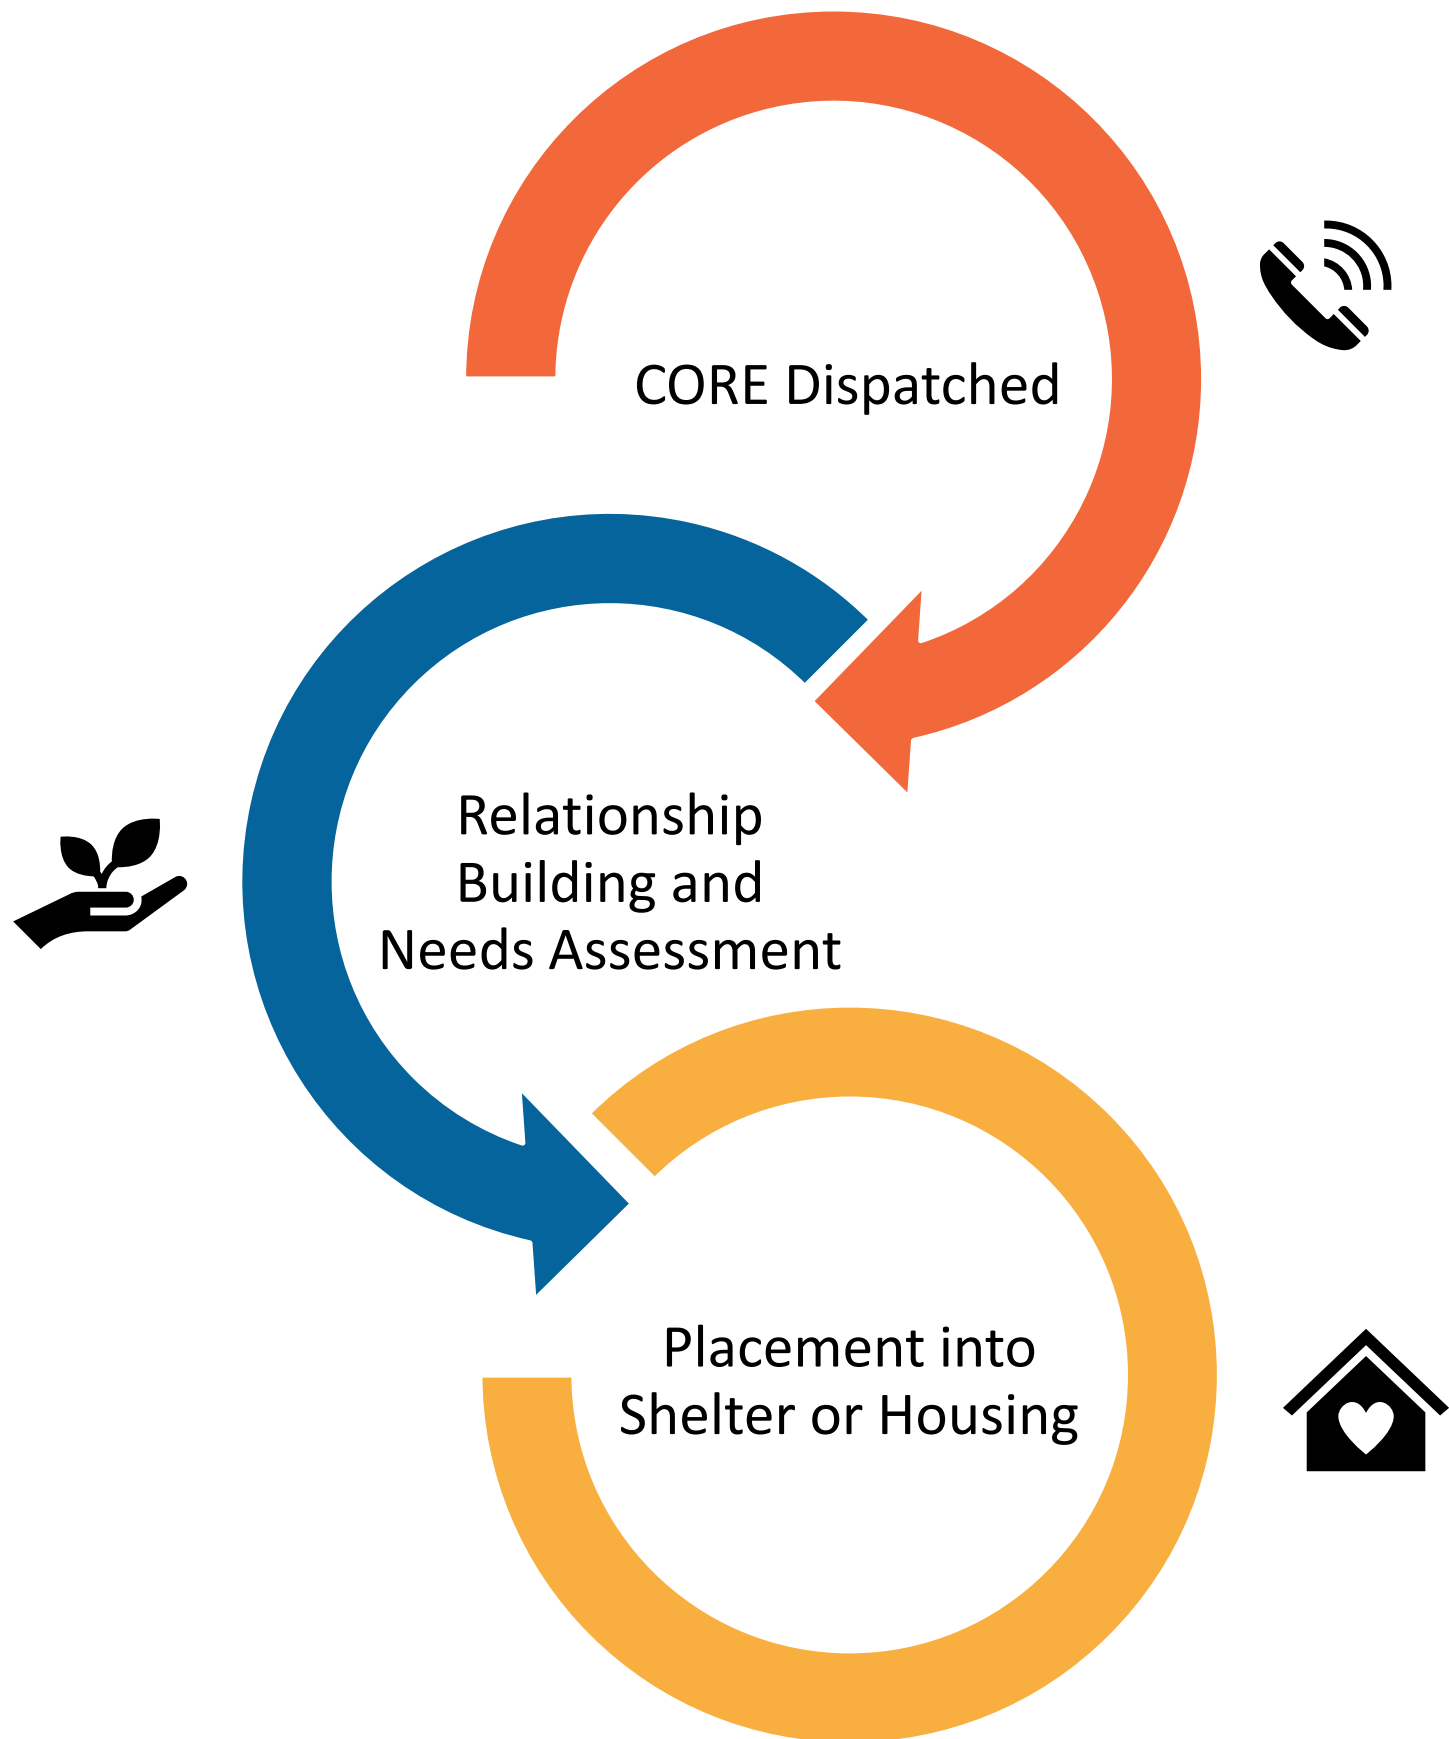 CORE Dispatched
Relationship
Building and
Needs Assessment
Placement into
Shelter or Housing